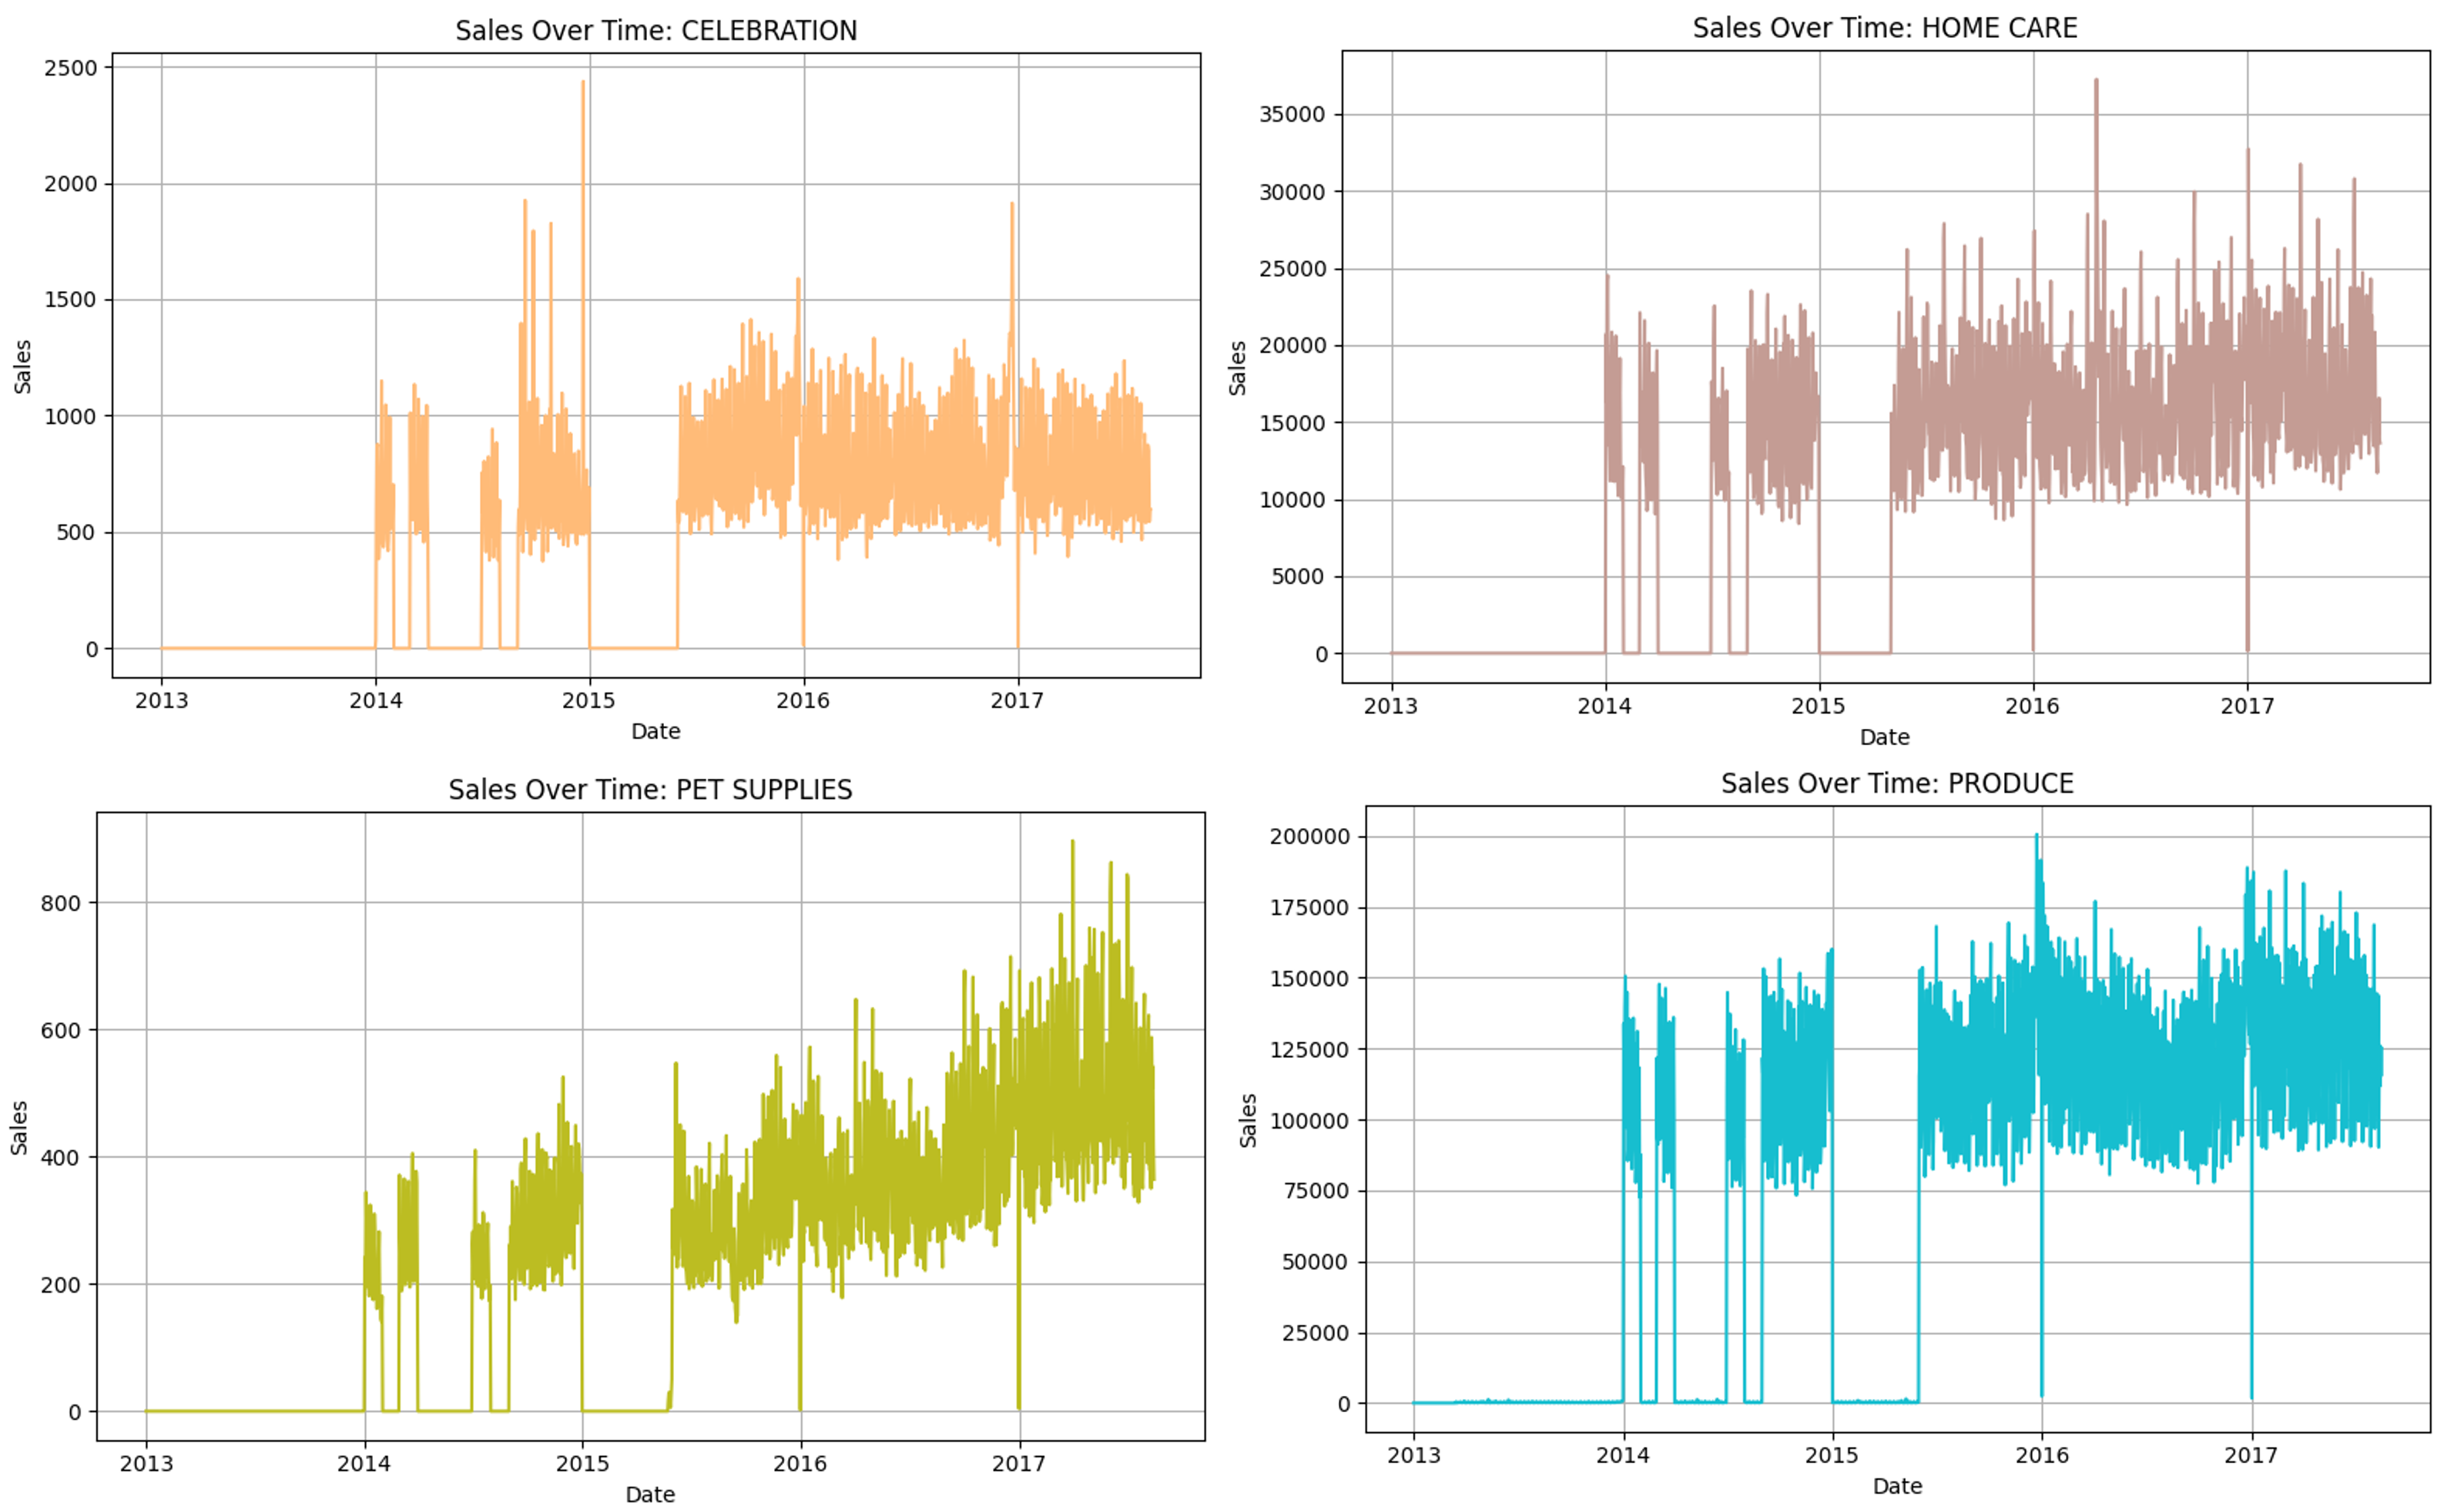 Sales Over Time: CELEBRATION
2500
2000
1500
1000
500
0
Sales
2013 2014 2015 2016 2017
Date
Sales Over Time: HOME CARE
35000
30000
25000
20000
15000
10000
5000
0
Sales
2013 2014 2015 2016 2017
Date
Sales Over Time: PET SUPPLIES
800
600
400
200
0
Sales
2013 2014 2015 2016 2017
Date
Sales Over Time: PRODUCE
200000
175000
150000
125000
100000
75000
50000
25000
0
Sales
2013 2014 2015 2016 2017
Date